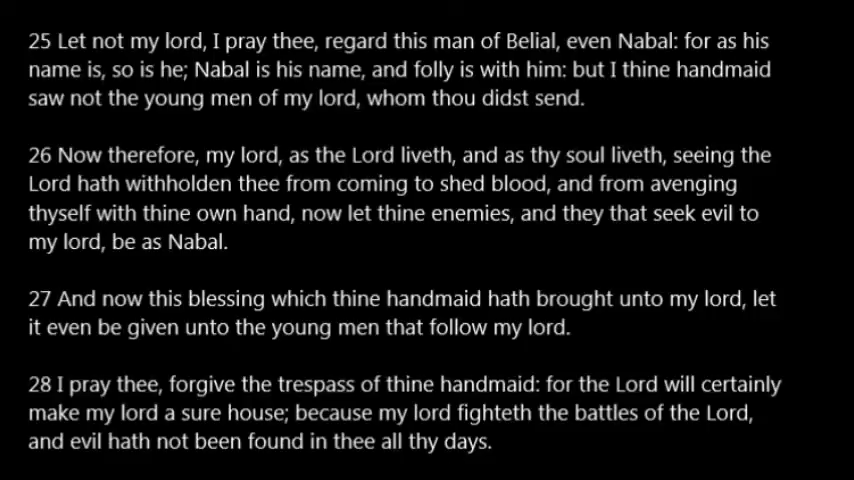 25 Let not my lord, I pray thee, regard this man of Belial, even Nabal: for as his
name is, so is he; Nabal is his name, and folly is with him: but I thine handmaid
saw not the young men of my lord, whom thou didst send.
26 Now therefore, my lord, as the Lord liveth, and as thy soul liveth, seeing the
Lord hath withholden thee from coming to shed blood, and from avenging
thyself with thine own hand, now let thine enemies, and they that seek evil to
my lord, be as Nabal.
27 And now this blessing which thine handmaid hath brought unto my lord, let
it even be given unto the young men that follow my lord.
28 I pray thee, forgive the trespass of thine handmaid: for the Lord will certainly
make my lord a sure house; because my lord fighteth the battles of the Lord,
and evil hath not been found in thee all thy days.